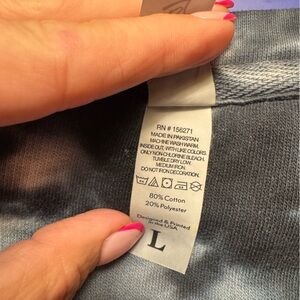 RN # 156271
MADE IN PAKISTAN
MACHINE WASH WARM,
INSIDE OUT, WITH LIKE COLORS
ONLY NON-CHLORINE BLEACH.
TUMBLE DRY LOW.
MEDIUM IRON.
DO NOT IRON DECORATION.
80% Cotton
20% Polyester
Designed & Printed
in the USA
L